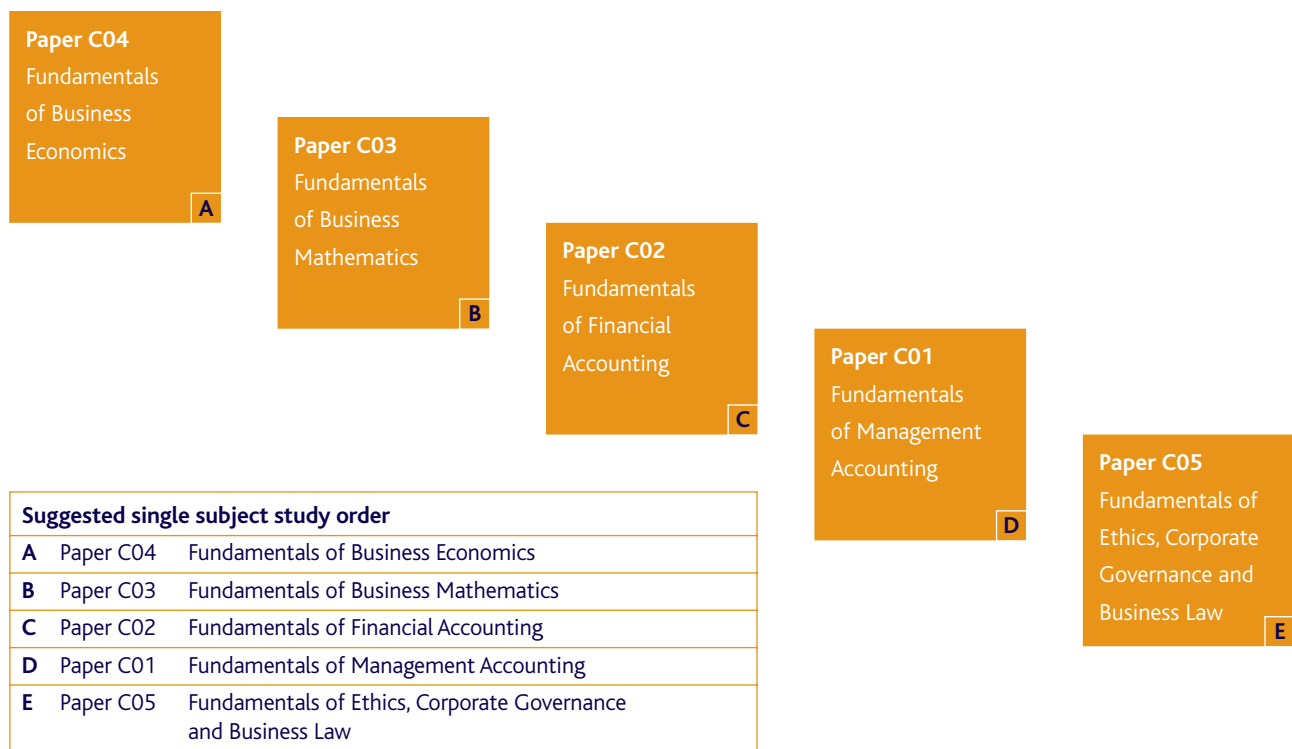 Paper C04
Fundamentals
of Business
Economics
A
Paper C03
Fundamentals
of Business
Mathematics
B
Paper C02
Fundamentals
of Financial
Accounting
C
Paper C01
Fundamentals
of Management
Accounting
D
Paper C05
Fundamentals of
Ethics, Corporate
Governance and
Business Law
E
Suggested single subject study order
A Paper C04 Fundamentals of Business Economics
B Paper C03 Fundamentals of Business Mathematics
C Paper C02 Fundamentals of Financial Accounting
D Paper C01 Fundamentals of Management Accounting
E Paper C05 Fundamentals of Ethics, Corporate Governance
and Business Law